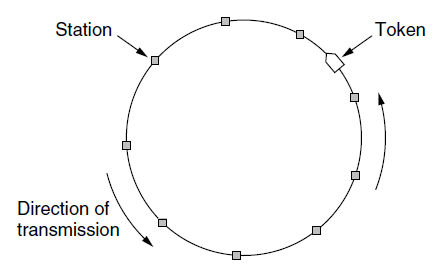 Station
Token
Direction of
transmission